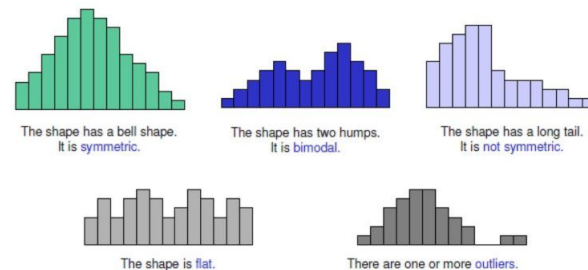 The shape has a bell shape.
It is symmetric.
The shape has two humps.
It is bimodal.
The shape has a long tail.
It is not symmetric.
The shape is flat.
There are one or more outliers.